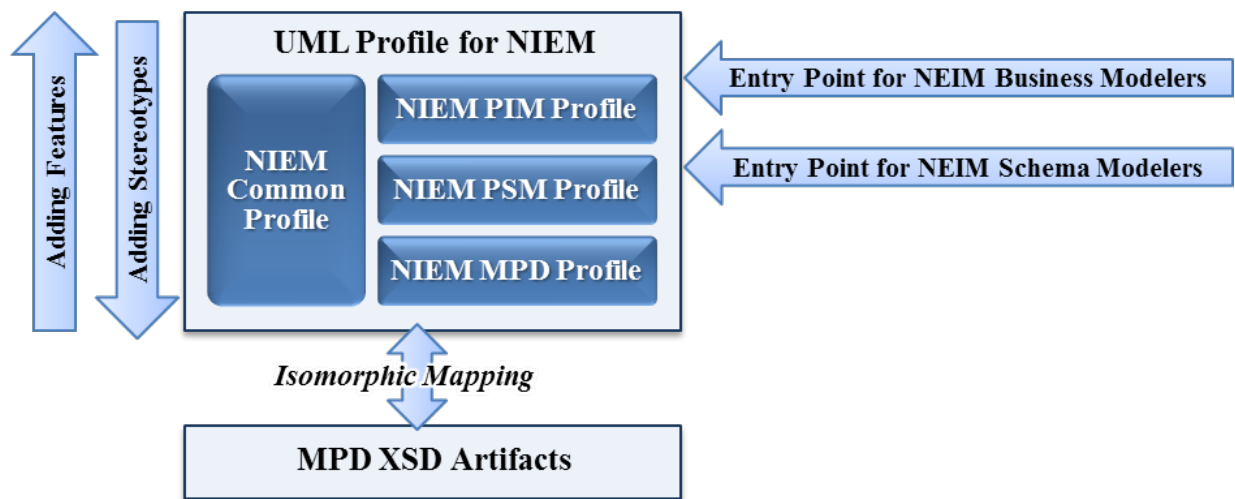 Adding Features
Adding Stereotypes
UML Profile for NIEM
NIEM
Common
Profile
NIEM PIM Profile
NIEM PSM Profile
NIEM MPD Profile
Entry Point for NEIM Business Modelers
Entry Point for NEIM Schema Modelers
Isomorphic Mapping
MPD XSD Artifacts